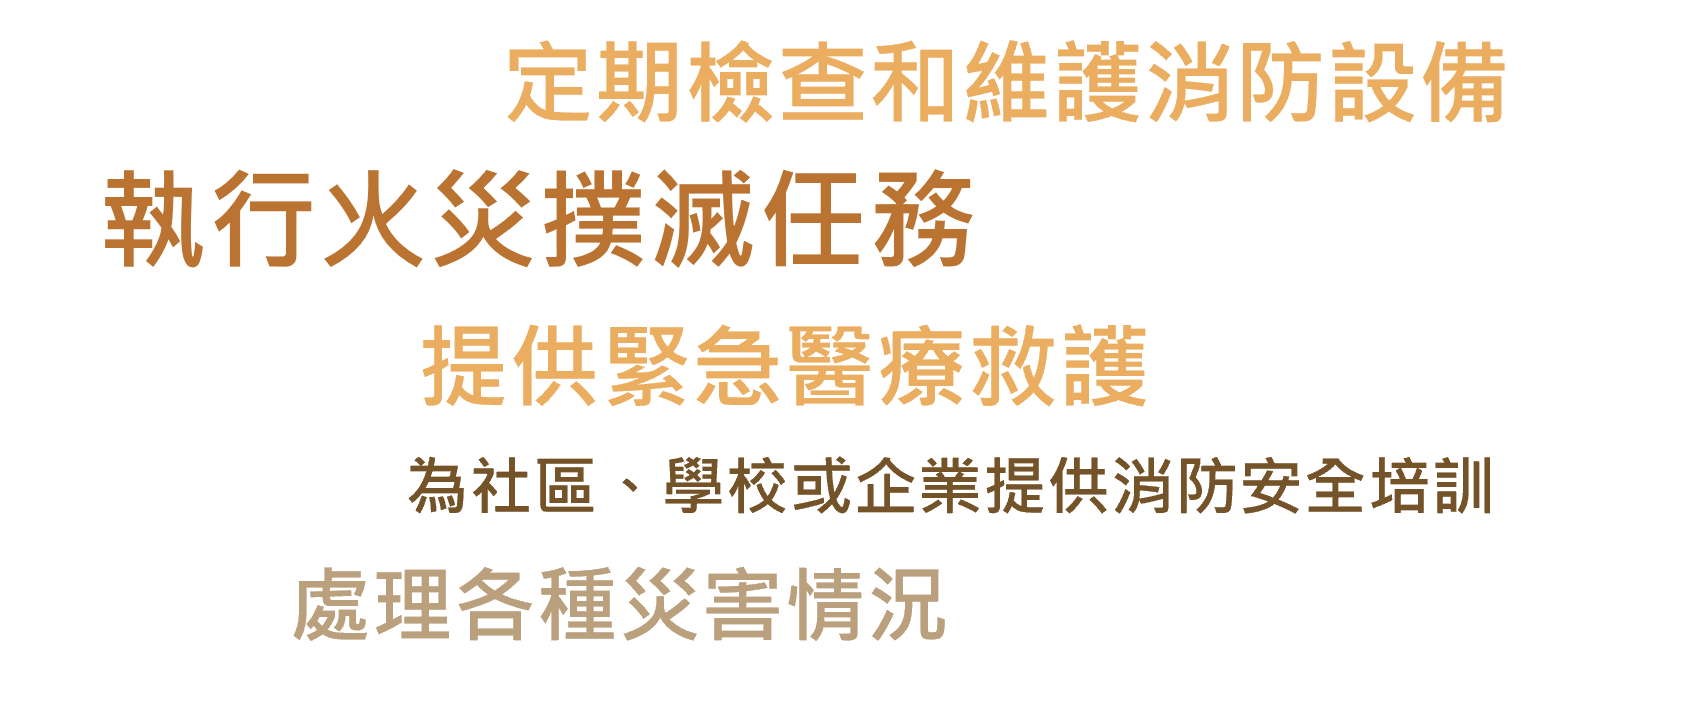 定期檢查和維護消防設備
執行火災撲滅任務
提供緊急醫療救護
為社區、學校或企業提供消防安全培訓
處理各種災害情況